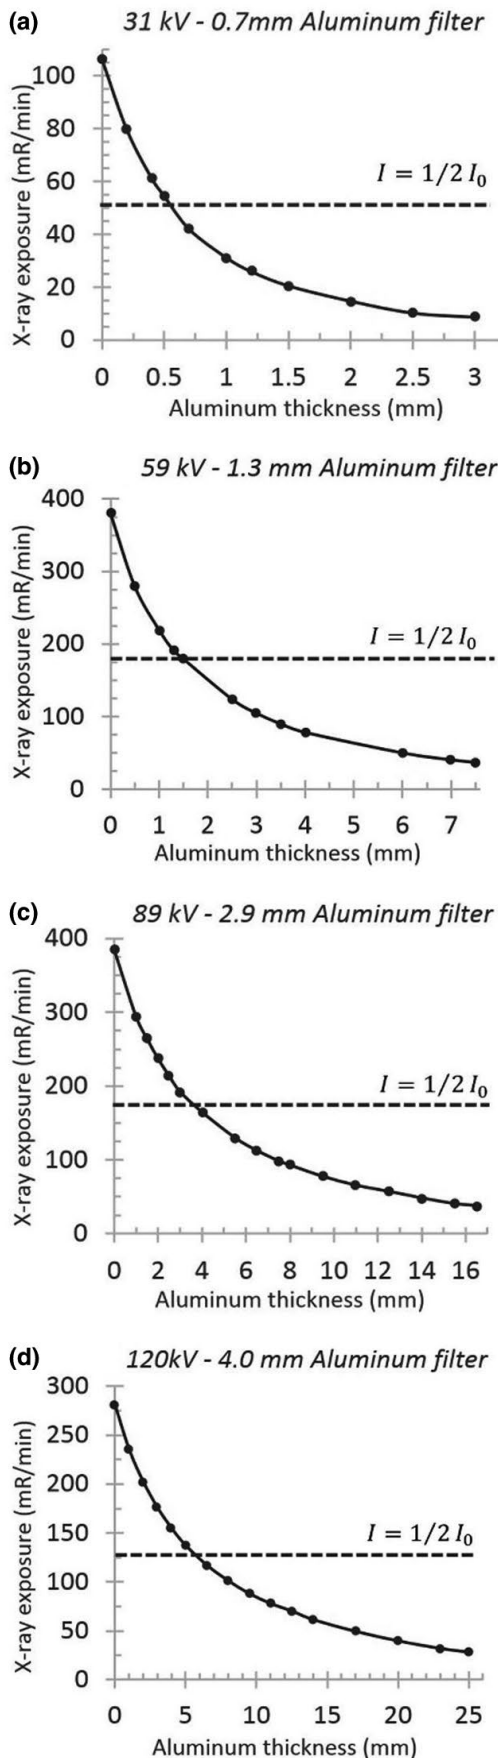 (a) 31 kV - 0.7mm Aluminum filter
X-ray exposure (mR/min)
100
80
60
40
20
0
I = 1/2 I₀
0 0.5 1 1.5 2 2.5 3
Aluminum thickness (mm)
(b) 59 kV - 1.3 mm Aluminum filter
X-ray exposure (mR/min)
400
300
200
100
0
I = 1/2 I₀
0 1 2 3 4 5 6 7
Aluminum thickness (mm)
(c) 89 kV - 2.9 mm Aluminum filter
X-ray exposure (mR/min)
400
300
200
100
0
I = 1/2 I₀
0 2 4 6 8 10 12 14 16
Aluminum thickness (mm)
(d) 120kV - 4.0 mm Aluminum filter
X-ray exposure (mR/min)
300
250
200
150
100
50
0
I = 1/2 I₀
0 5 10 15 20 25
Aluminum thickness (mm)